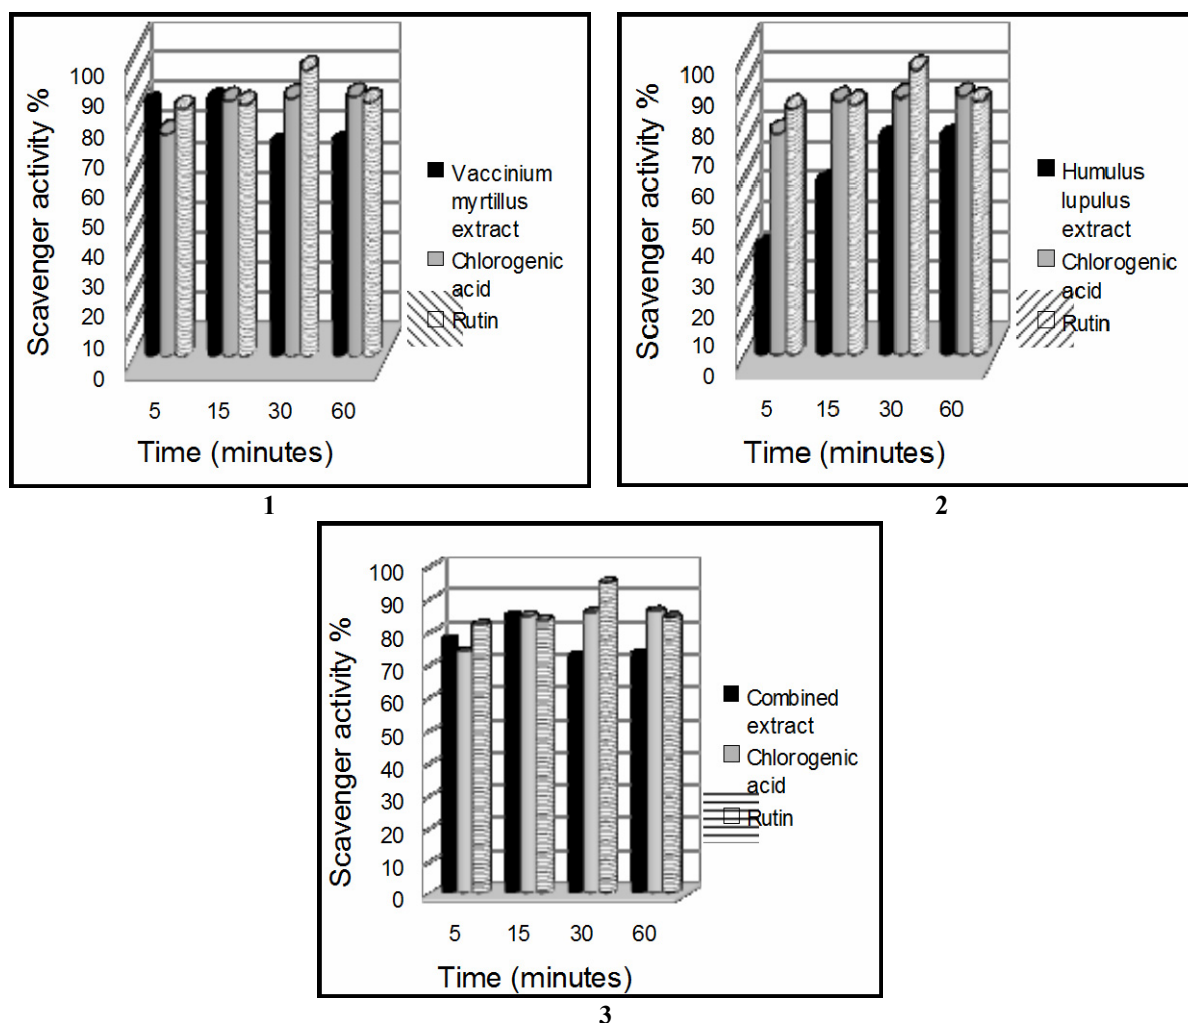 Scavenger activity %
100
90
80
70
60
50
40
30
20
10
0
5 15 30 60
Time (minutes)
Vaccinium
myrtillus
extract
Chlorogenic
acid
Rutin
1
Scavenger activity %
100
90
80
70
60
50
40
30
20
10
0
5 15 30 60
Time (minutes)
Humulus
lupulus
extract
Chlorogenic
acid
Rutin
2
Scavenger activity %
100
90
80
70
60
50
40
30
20
10
0
5 15 30 60
Time (minutes)
Combined
extract
Chlorogenic
acid
Rutin
3